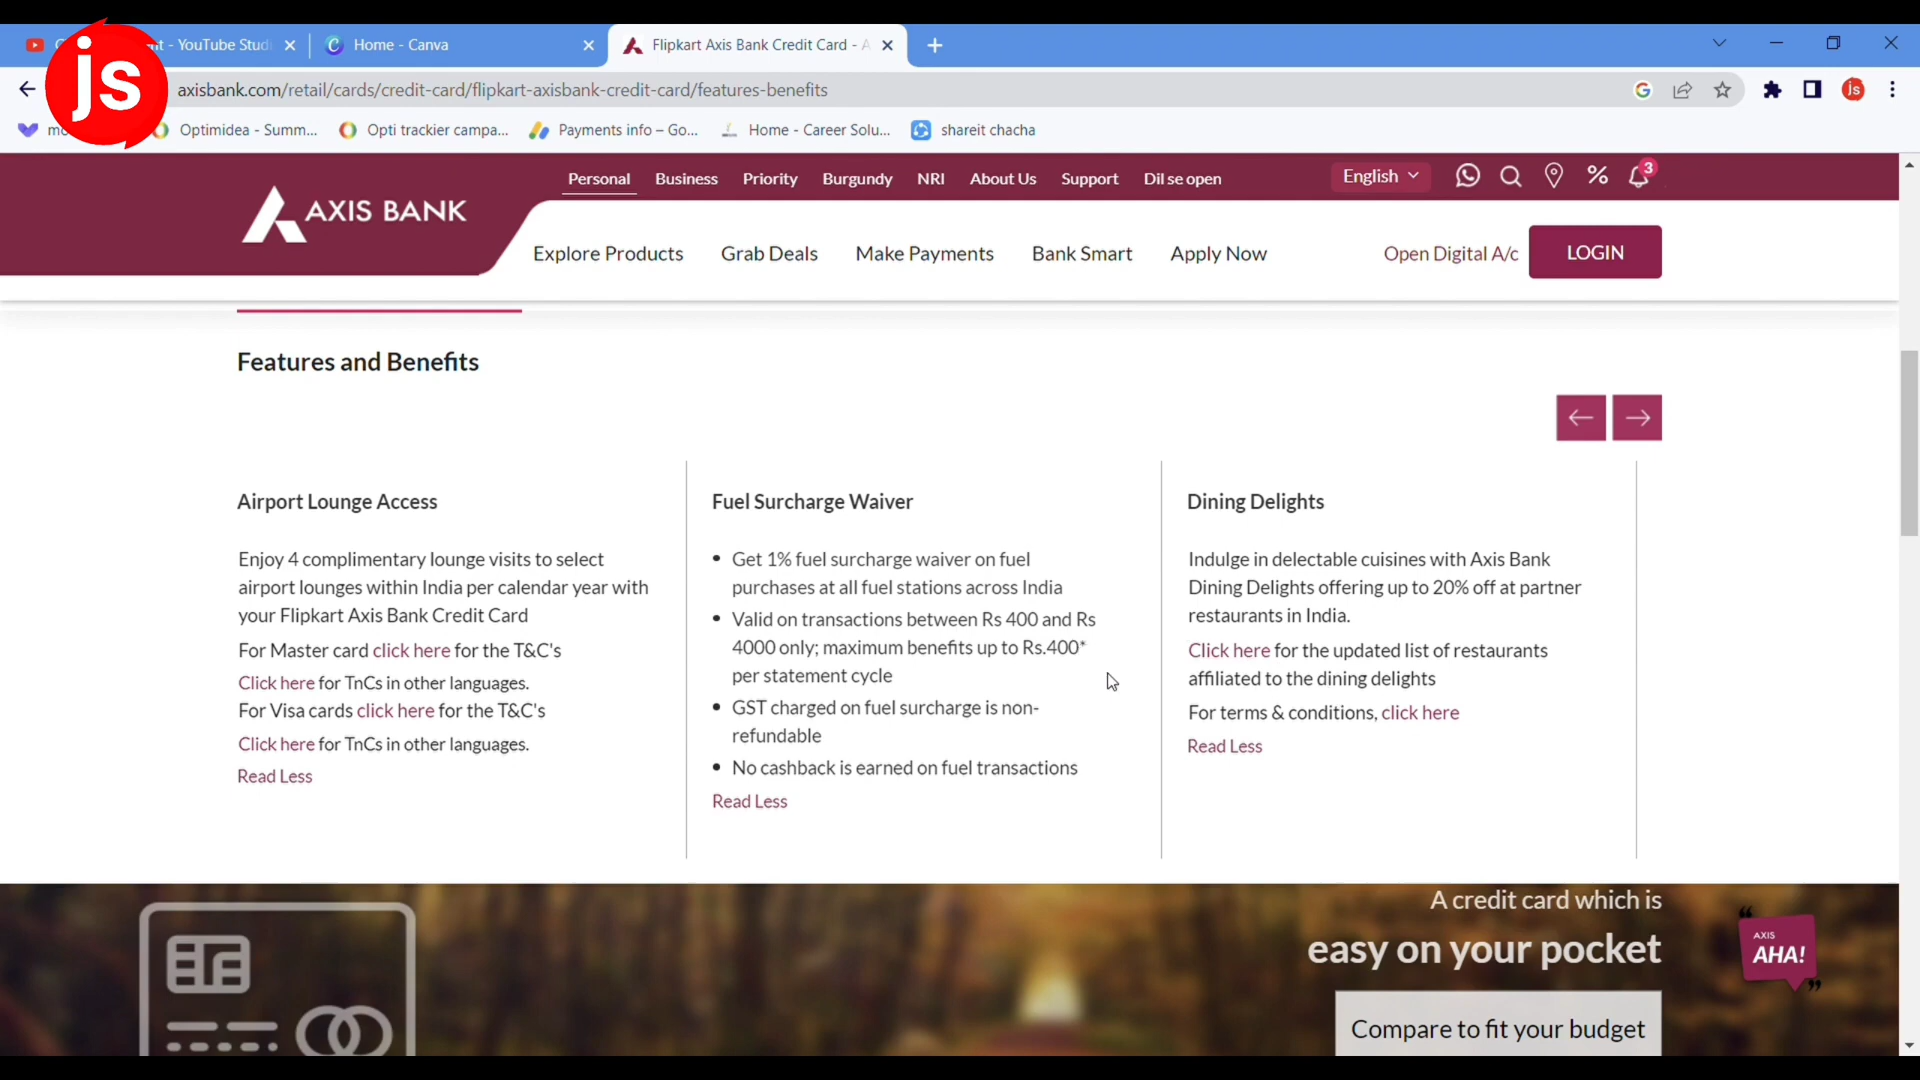 nt - YouTube Stud
Home - Canva
Flipkart Axis Bank Credit Card - A
js
axisbank.com/retail/cards/credit-card/flipkart-axisbank-credit-card/features-benefits
js
Optimidea - Summ...
Opti trackier campa...
Payments info – Go...
Home - Career Solu...
shareit chacha
Personal
Business
Priority
Burgundy
NRI
About Us
Support
Dil se open
English
3
AXIS BANK
Explore Products
Grab Deals
Make Payments
Bank Smart
Apply Now
Open Digital A/c
LOGIN
Features and Benefits
Airport Lounge Access
Enjoy 4 complimentary lounge visits to select
airport lounges within India per calendar year with
your Flipkart Axis Bank Credit Card
For Master card click here for the T&C's
Click here for TnCs in other languages.
For Visa cards click here for the T&C's
Click here for TnCs in other languages.
Read Less
Fuel Surcharge Waiver
• Get 1% fuel surcharge waiver on fuel
purchases at all fuel stations across India
• Valid on transactions between Rs 400 and Rs
4000 only; maximum benefits up to Rs.400*
per statement cycle
• GST charged on fuel surcharge is non-
refundable
• No cashback is earned on fuel transactions
Read Less
Dining Delights
Indulge in delectable cuisines with Axis Bank
Dining Delights offering up to 20% off at partner
restaurants in India.
Click here for the updated list of restaurants
affiliated to the dining delights
For terms & conditions, click here
Read Less
A credit card which is
easy on your pocket
Compare to fit your budget
AXIS
AHA!